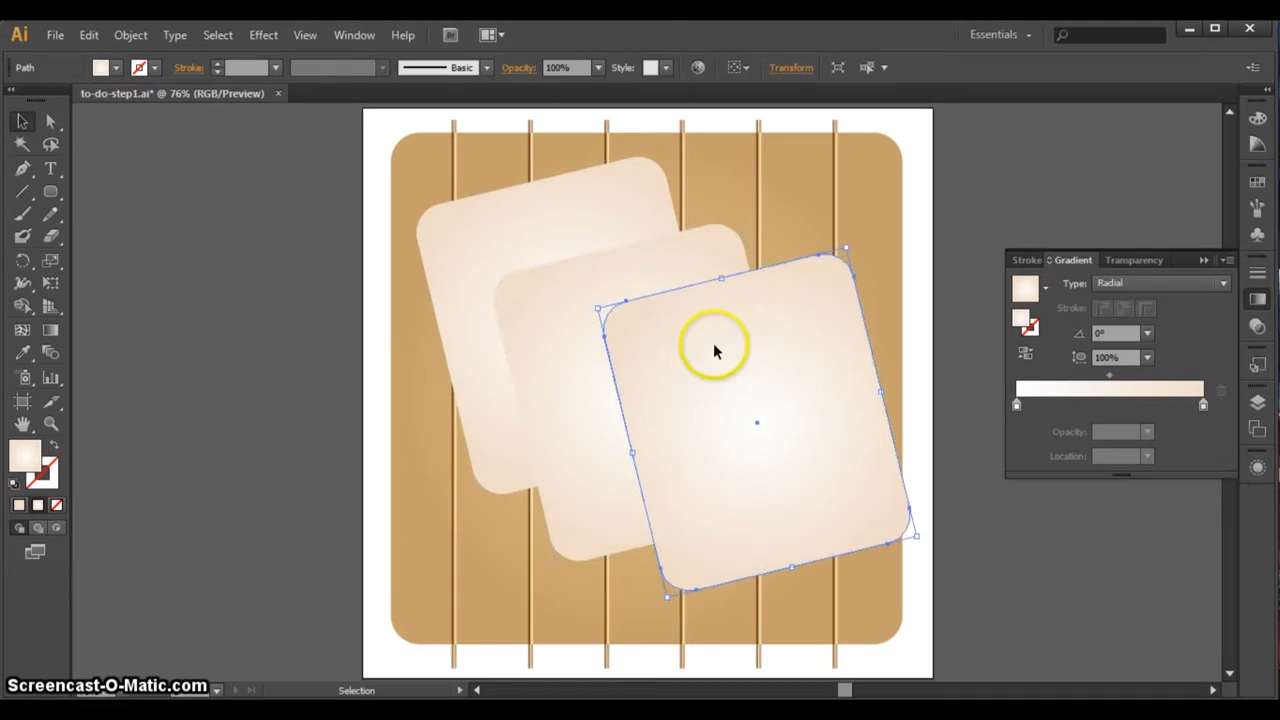 Ai File Edit Object Type Select Effect View Window Help Br Essentials
Path Stroke: Basic Opacity: 100% Style: Transform
to-do-step1.ai* @ 76% (RGB/Preview) ×
Stroke Gradient Transparency
Type: Radial
Stroke:
0°
100%
Opacity:
Location:
Selection
Screencast-O-Matic.com